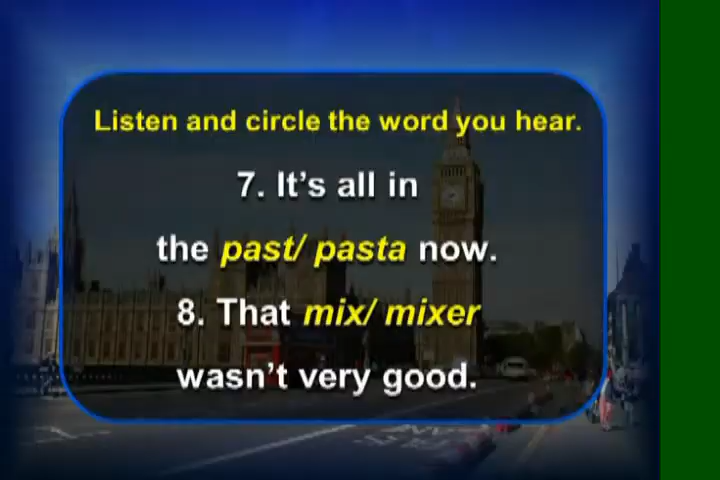 Listen and circle the word you hear.
7. It's all in
the past/ pasta now.
8. That mix/ mixer
wasn't very good.